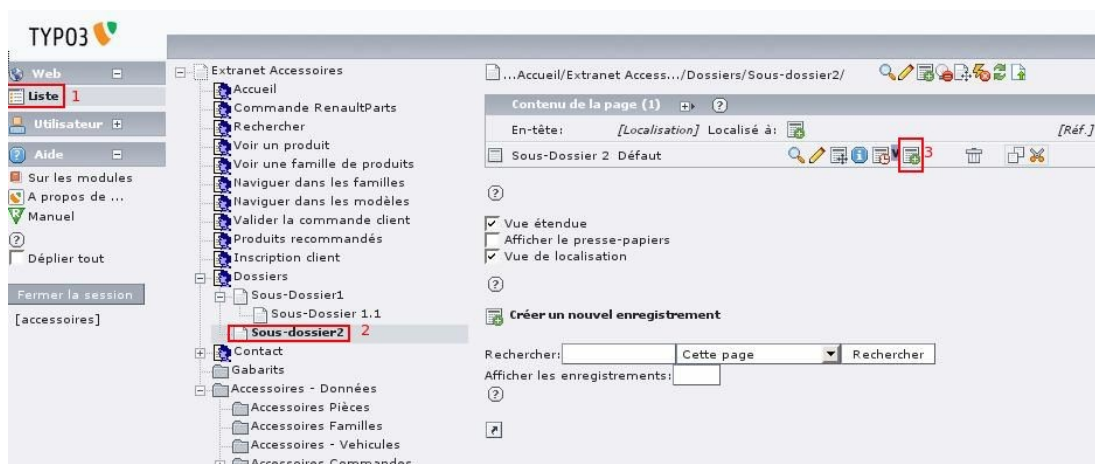 TYPO3
Web
Liste 1
Utilisateur
Aide
Sur les modules
A propos de ...
Manuel
Déplier tout
Fermer la session
[accessoires]
Extranet Accessoires
Accueil
Commande RenaultParts
Rechercher
Voir un produit
Voir une famille de produits
Naviguer dans les familles
Naviguer dans les modèles
Valider la commande client
Produits recommandés
Inscription client
Dossiers
Sous-Dossier1
Sous-Dossier 1.1
Sous-dossier2 2
Contact
Gabarits
Accessoires - Données
Accessoires Pièces
Accessoires Familles
Accessoires - Vehicules
Accessoires Commandes
...Accueil/Extranet Access.../Dossiers/Sous-dossier2/
Contenu de la page (1)
En-tête: [Localisation] Localisé à: [Réf.]
Sous-Dossier 2 Défaut 3
Vue étendue
Afficher le presse-papiers
Vue de localisation
Créer un nouvel enregistrement
Rechercher: Cette page Rechercher
Afficher les enregistrements: